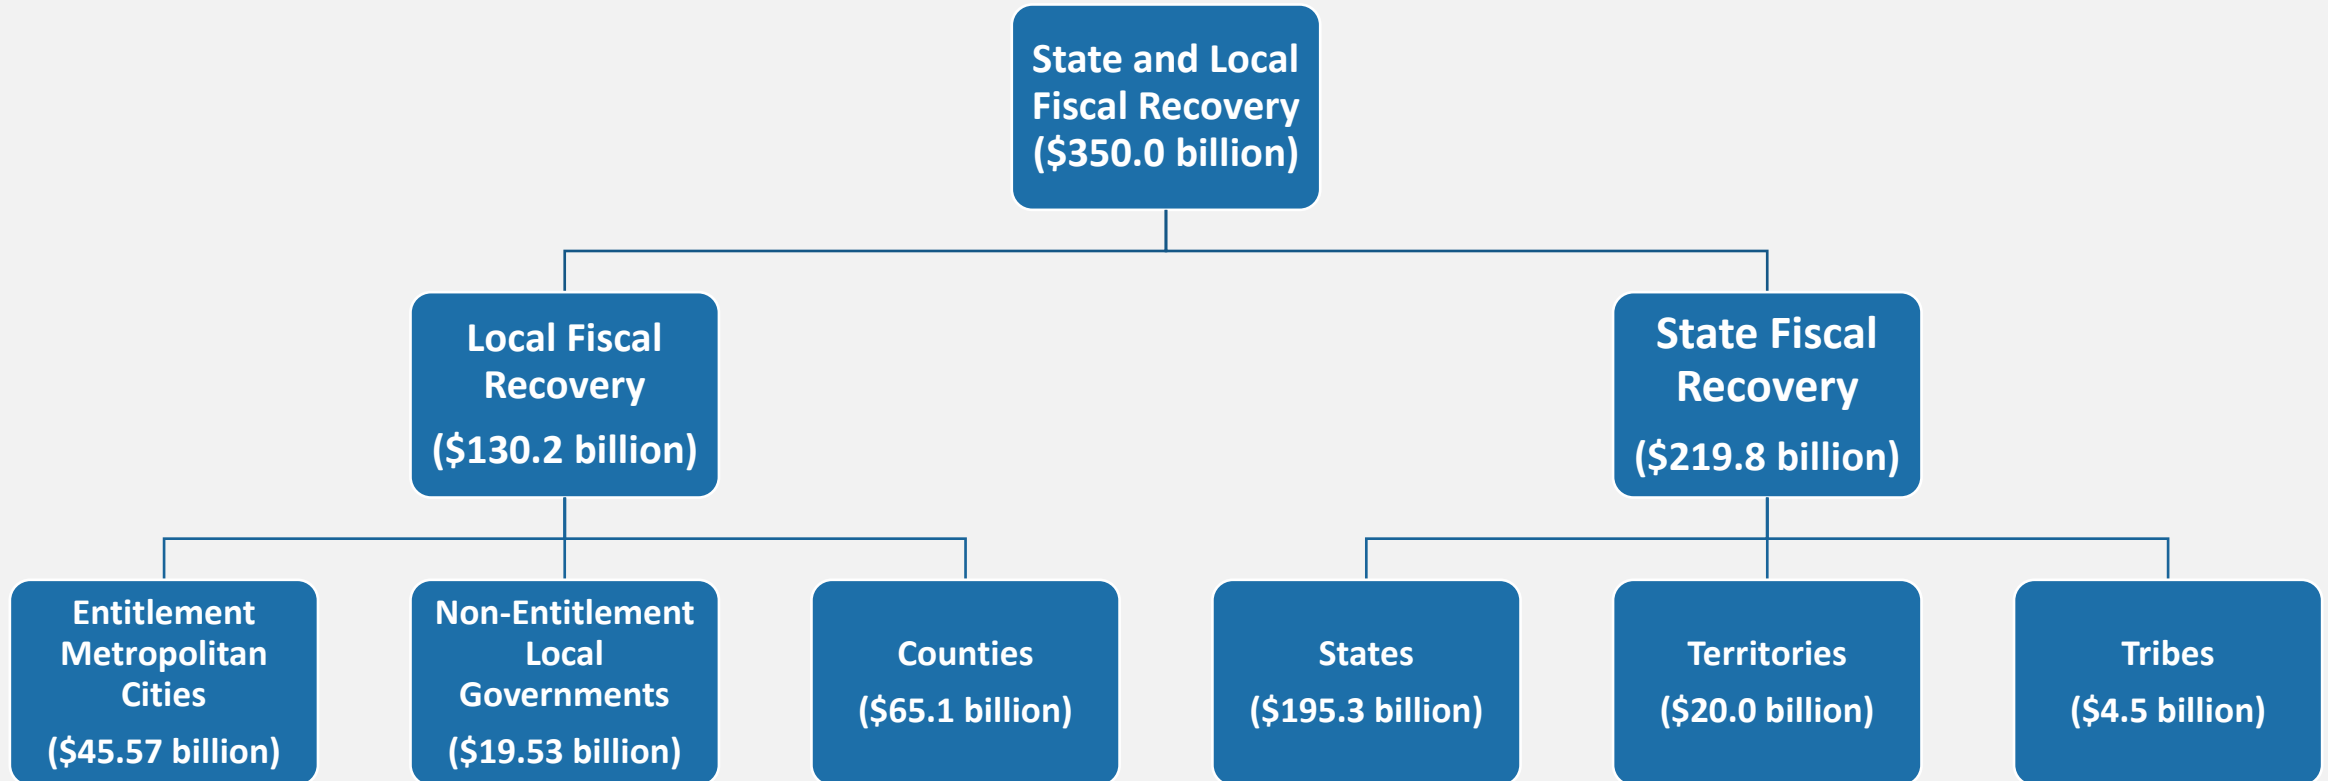 State and Local
Fiscal Recovery
($350.0 billion)
Local Fiscal
Recovery
($130.2 billion)
State Fiscal
Recovery
($219.8 billion)
Entitlement
Metropolitan
Cities
($45.57 billion)
Non-Entitlement
Local
Governments
($19.53 billion)
Counties
($65.1 billion)
States
($195.3 billion)
Territories
($20.0 billion)
Tribes
($4.5 billion)